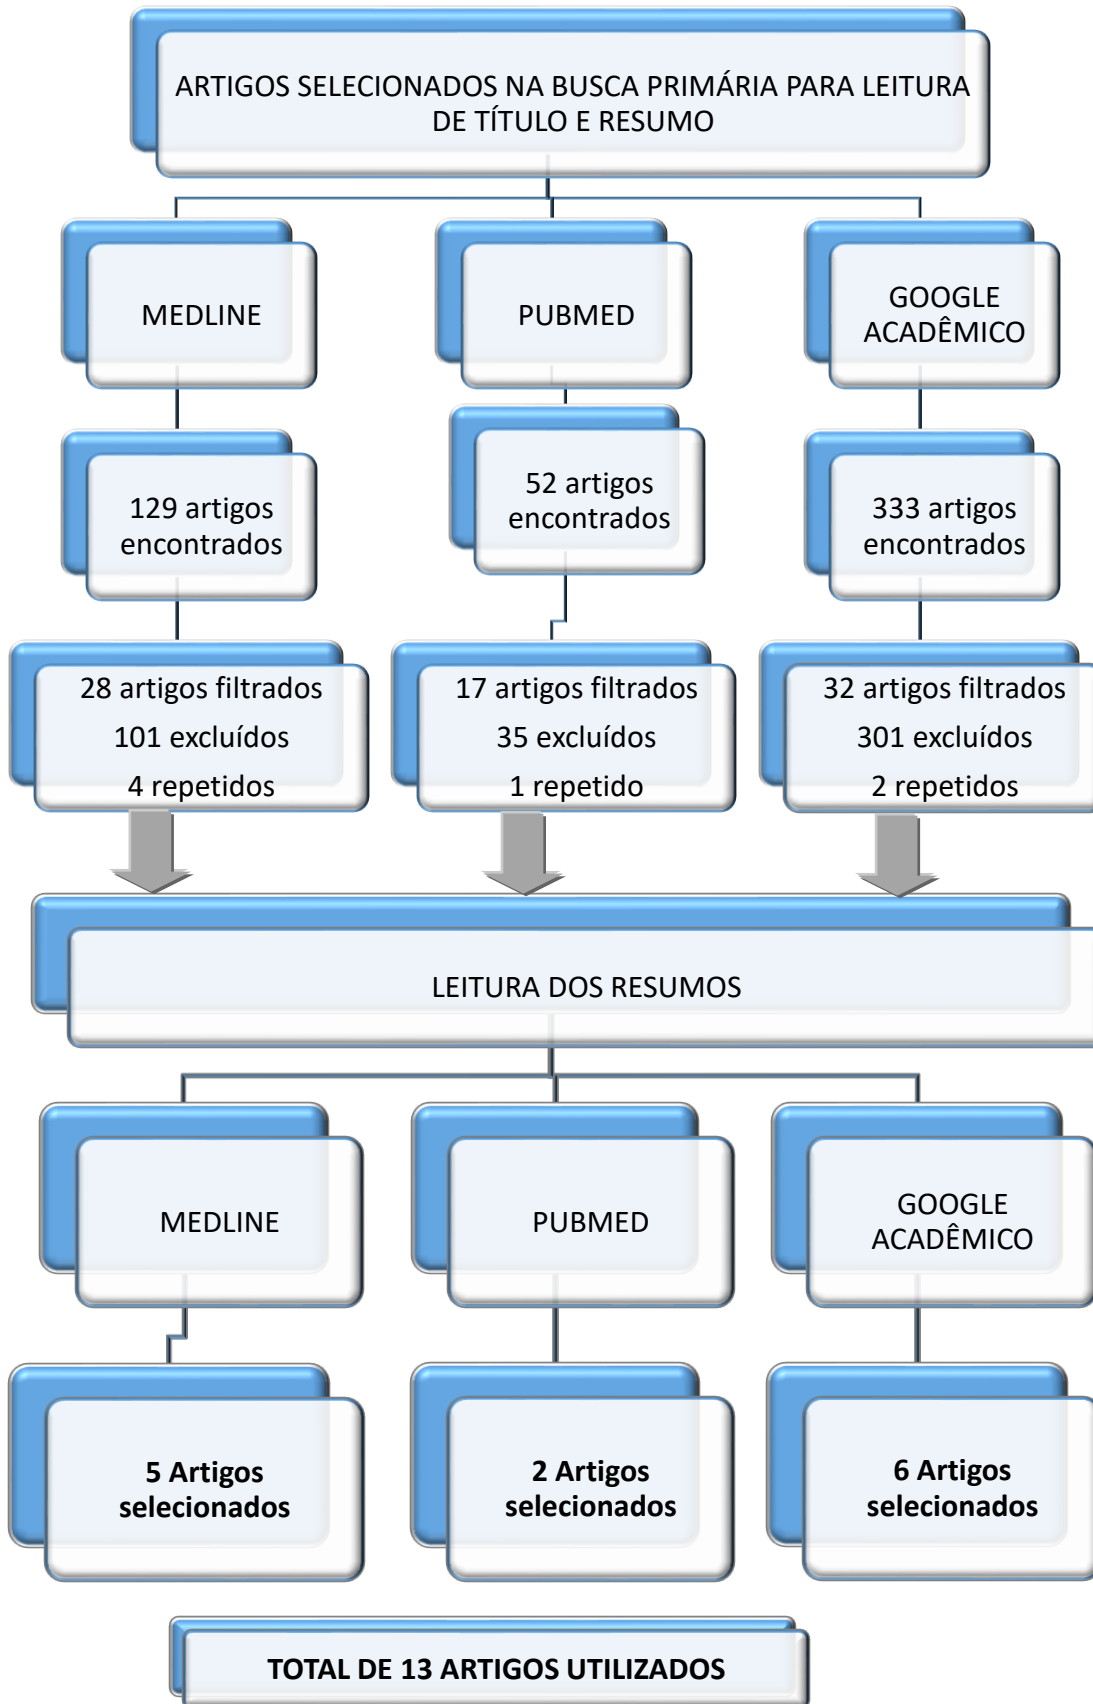 ARTIGOS SELECIONADOS NA BUSCA PRIMÁRIA PARA LEITURA
DE TÍTULO E RESUMO
MEDLINE
PUBMED
GOOGLE
ACADÊMICO
129 artigos
encontrados
52 artigos
encontrados
333 artigos
encontrados
28 artigos filtrados
101 excluídos
4 repetidos
17 artigos filtrados
35 excluídos
1 repetido
32 artigos filtrados
301 excluídos
2 repetidos
LEITURA DOS RESUMOS
MEDLINE
PUBMED
GOOGLE
ACADÊMICO
5 Artigos
selecionados
2 Artigos
selecionados
6 Artigos
selecionados
TOTAL DE 13 ARTIGOS UTILIZADOS